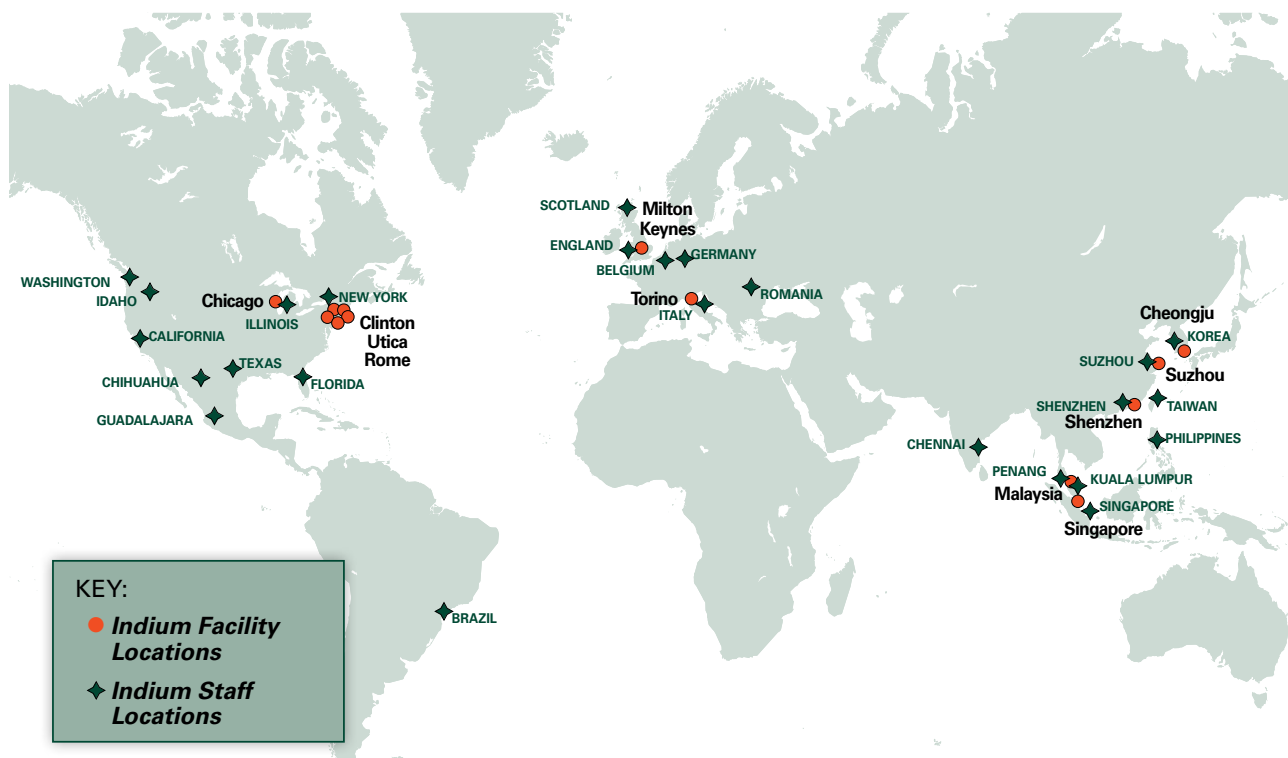 SCOTLAND
Milton
Keynes
ENGLAND
BELGIUM
GERMANY
WASHINGTON
IDAHO
Chicago
ILLINOIS
NEW YORK
Clinton
Utica
Rome
Torino
ITALY
ROMANIA
CALIFORNIA
Cheongju
KOREA
SUZHOU
Suzhou
CHIHUAHUA
TEXAS
FLORIDA
GUADALAJARA
SHENZHEN
Shenzhen
TAIWAN
CHENNAI
PHILIPPINES
PENANG
KUALA LUMPUR
Malaysia
SINGAPORE
Singapore
BRAZIL
KEY:
Indium Facility
Locations
Indium Staff
Locations